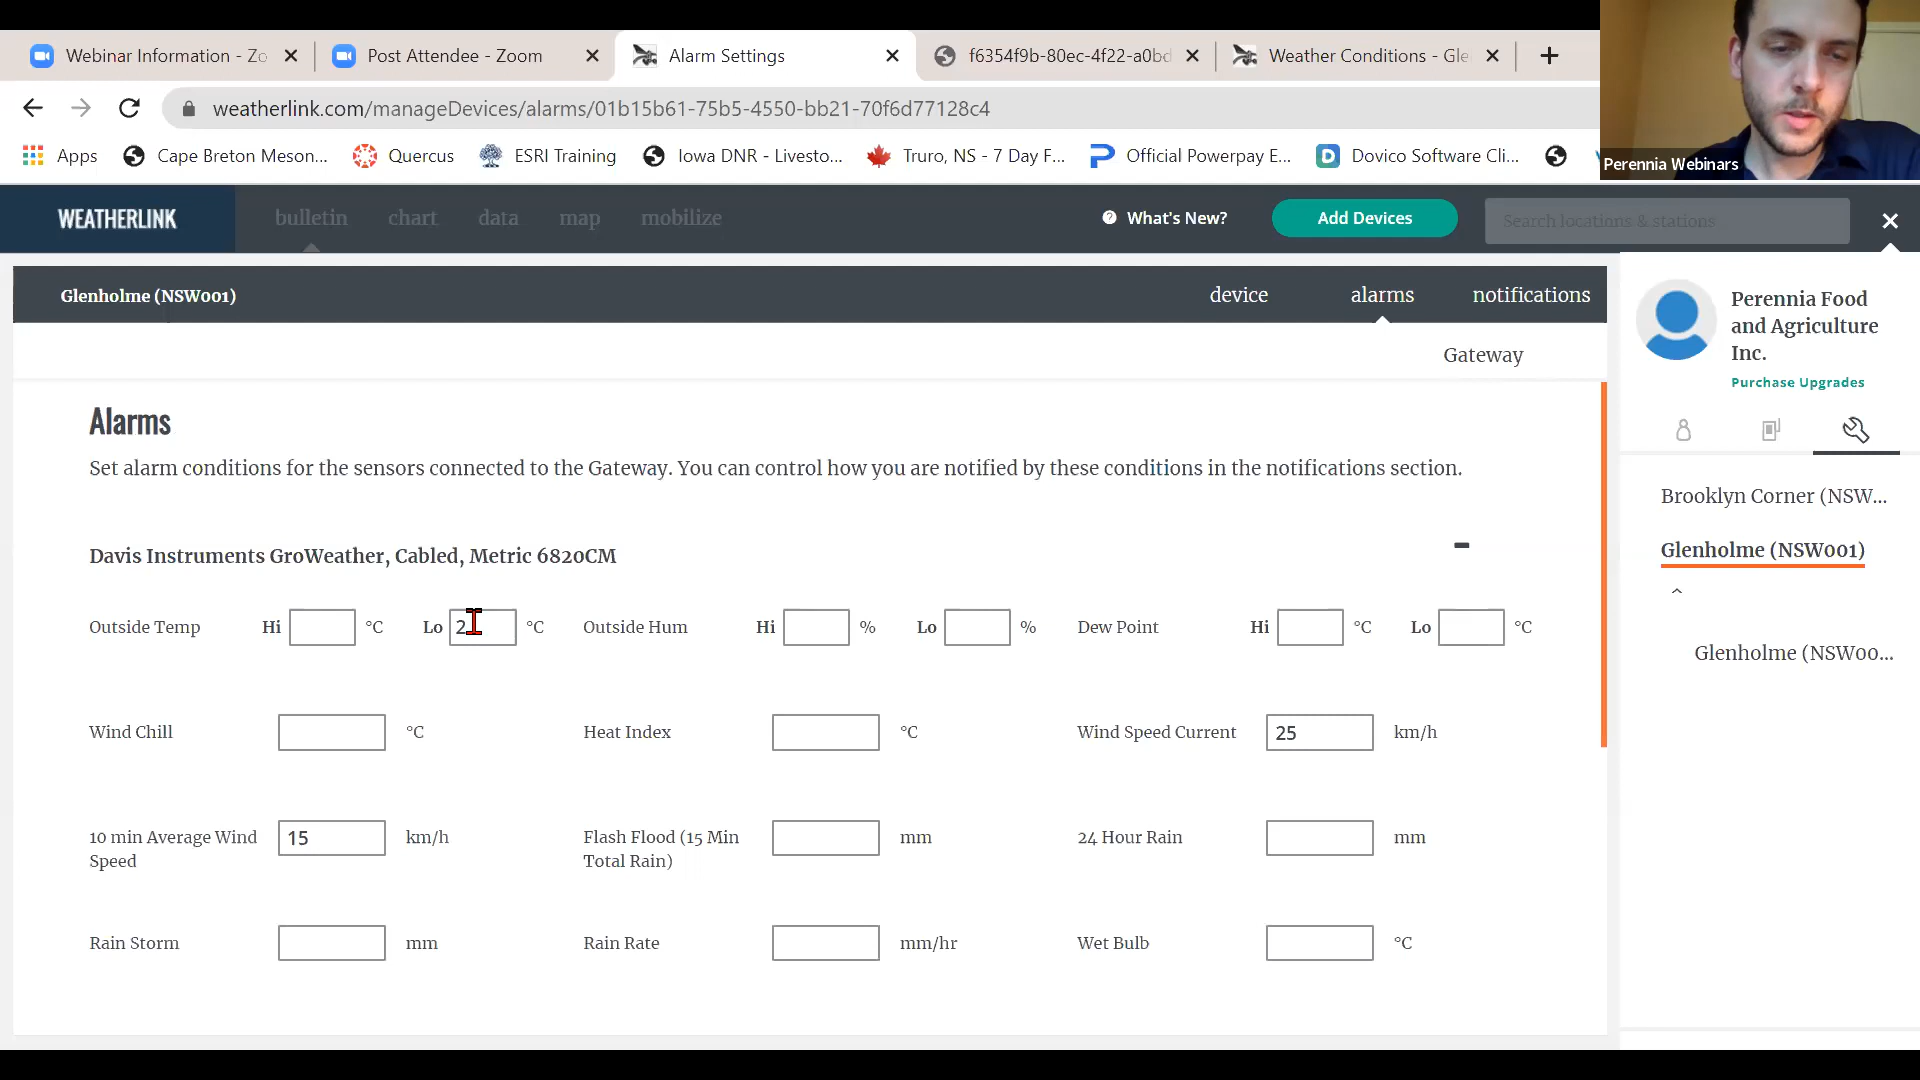 Webinar Information - Zo
Post Attendee - Zoom
Alarm Settings
f6354f9b-80ec-4f22-a0bd
Weather Conditions - Gle
weatherlink.com/manageDevices/alarms/01b15b61-75b5-4550-bb21-70f6d77128c4
Apps
Cape Breton Meson...
Quercus
ESRI Training
Iowa DNR - Livesto...
Truro, NS - 7 Day F...
Official Powerpay E...
Dovico Software Cli...
Perennia Webinars
WEATHERLINK
bulletin chart data map mobilize
What's New?
Add Devices
Search locations & stations
Glenholme (NSW001)
device alarms notifications
Gateway
Alarms
Set alarm conditions for the sensors connected to the Gateway. You can control how you are notified by these conditions in the notifications section.
Davis Instruments GroWeather, Cabled, Metric 6820CM
Outside Temp Hi °C Lo 2 °C Outside Hum Hi % Lo % Dew Point Hi °C Lo °C
Wind Chill °C Heat Index °C Wind Speed Current 25 km/h
10 min Average Wind Speed 15 km/h Flash Flood (15 Min Total Rain) mm 24 Hour Rain mm
Rain Storm mm Rain Rate mm/hr Wet Bulb °C
Perennia Food
and Agriculture
Inc.
Purchase Upgrades
Brooklyn Corner (NSW...
Glenholme (NSW001)
Glenholme (NSW00...